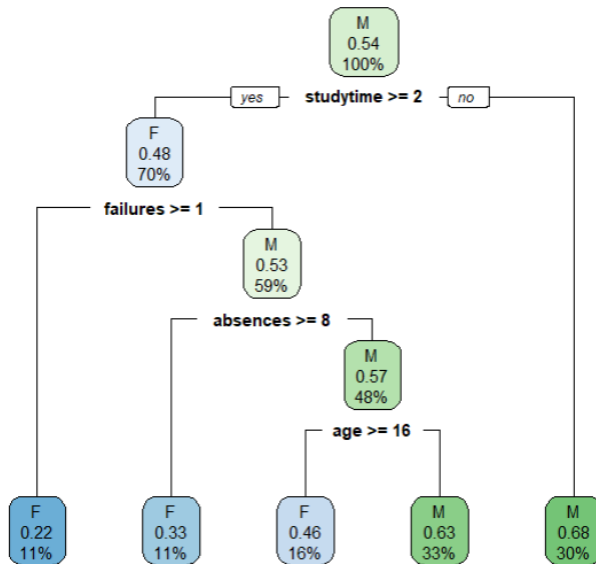 M
0.54
100%
yes studytime >= 2 no
F
0.48
70%
failures >= 1
M
0.53
59%
absences >= 8
M
0.57
48%
age >= 16
F
0.22
11%
F
0.33
11%
F
0.46
16%
M
0.63
33%
M
0.68
30%